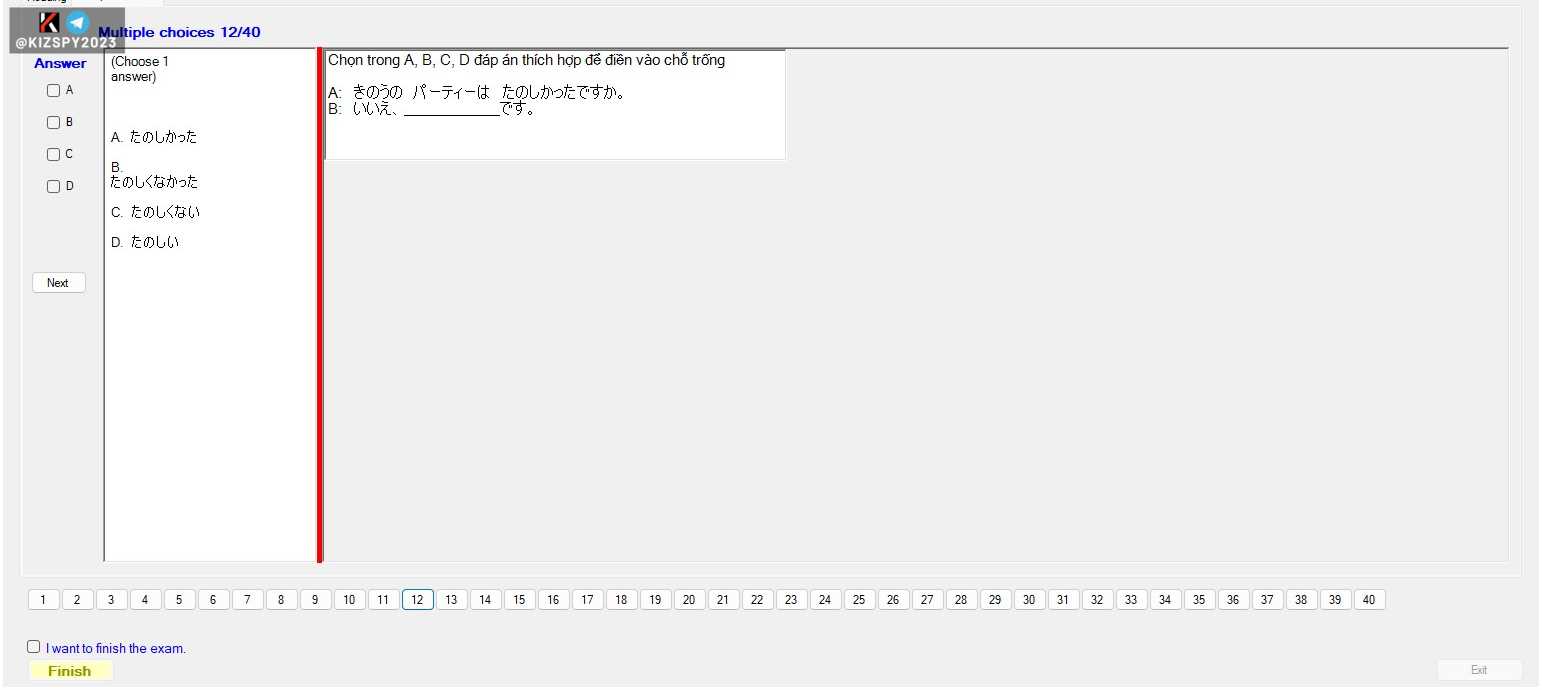 @KIZSPY2023
Multiple choices 12/40
Answer
A
B
C
D
Next
(Choose 1
answer)
A. たのしかった
B.
たのしくなかった
C. たのしくない
D. たのしい
Chọn trong A, B, C, D đáp án thích hợp để điền vào chỗ trống
A: きのうの パーティーは たのしかったですか。
B: いいえ、____________です。
1 2 3 4 5 6 7 8 9 10 11 12 13 14 15 16 17 18 19 20 21 22 23 24 25 26 27 28 29 30 31 32 33 34 35 36 37 38 39 40
I want to finish the exam.
Finish
Exit